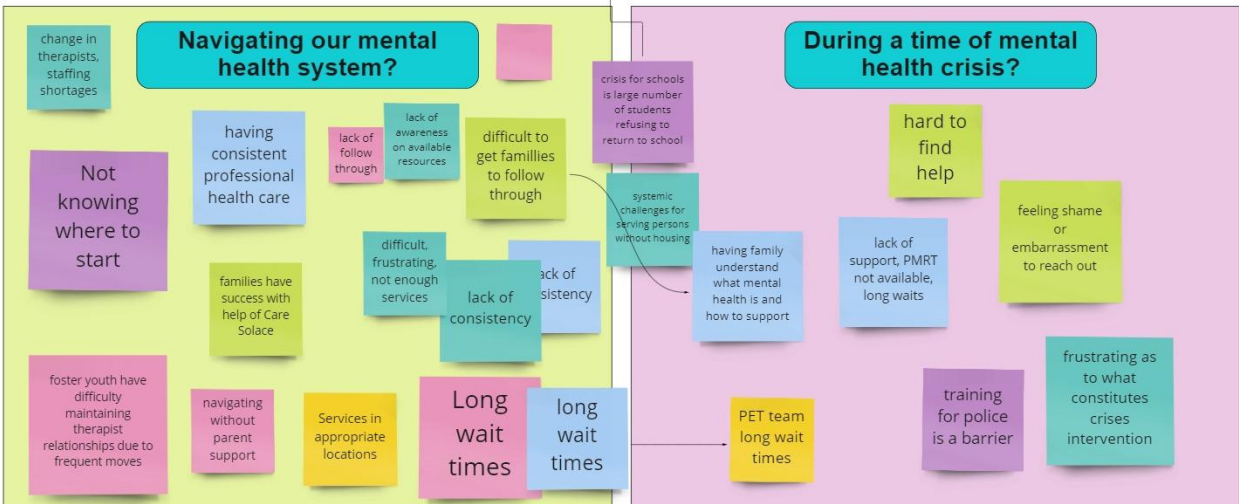 Navigating our mental
health system?
change in
therapists,
staffing
shortages
having
consistent
professional
health care
lack of
follow
through
lack of
awareness
on available
resources
difficult to
get famillies
to follow
through
Not
knowing
where to
start
families have
success with
help of Care
Solace
difficult,
frustrating,
not enough
services
lack of
consistency
ack of
sistency
foster youth have
difficulty
maintaining
therapist
relationships due to
frequent moves
navigating
without
parent
support
Services in
appropriate
locations
Long
wait
times
long
wait
times
During a time of mental
health crisis?
crisis for schools
is large number
of students
refusing to
return to school
systemic
challenges for
serving persons
without housing
having family
understand
what mental
health is and
how to support
hard to
find
help
lack of
support, PMRT
not available,
long waits
feeling shame
or
embarrassment
to reach out
PET team
long wait
times
training
for police
is a barrier
frustrating as
to what
constitutes
crises
intervention